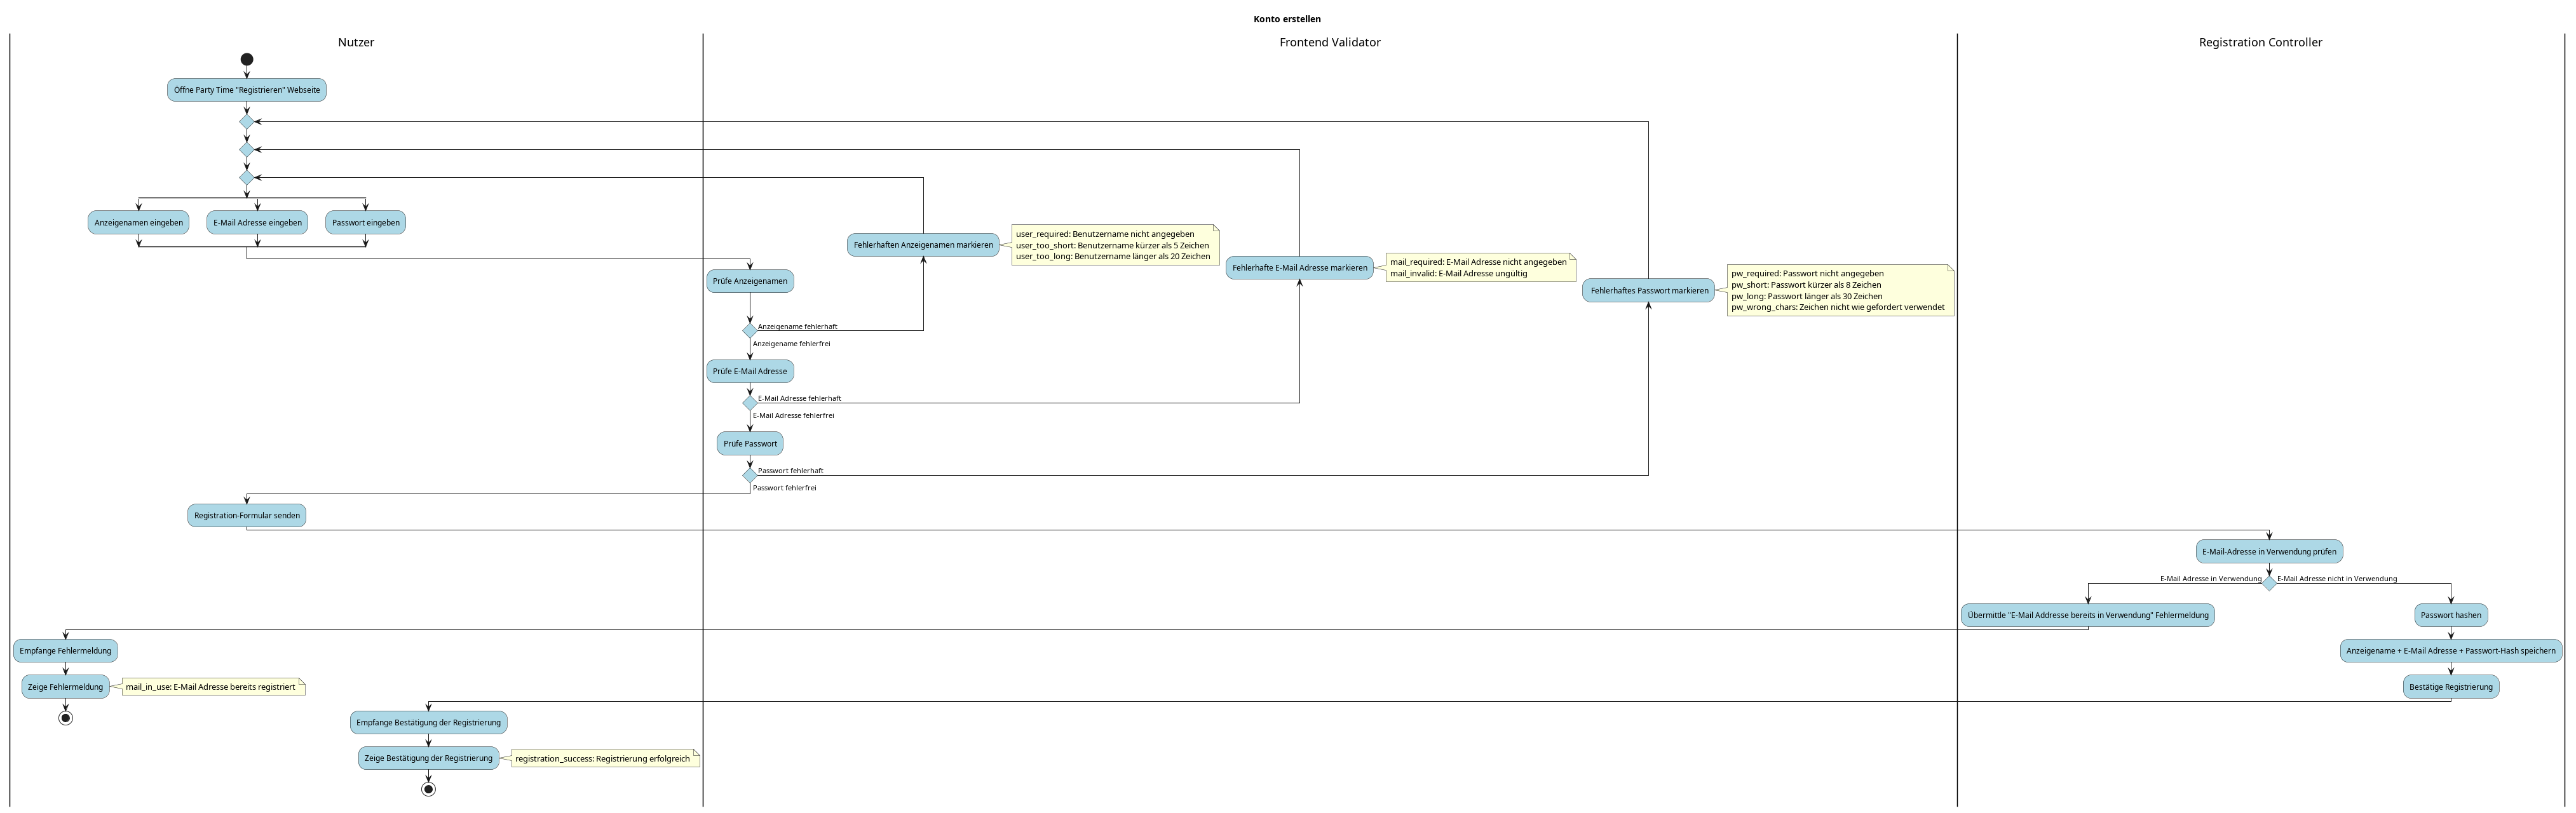 Konto erstellen
Nutzer
Frontend Validator
Registration Controller
Öffne Party Time "Registrieren" Webseite
Anzeigenamen eingeben
E-Mail Adresse eingeben
Passwort eingeben
Fehlerhaften Anzeigenamen markieren
user_required: Benutzername nicht angegeben
user_too_short: Benutzername kürzer als 5 Zeichen
user_too_long: Benutzername länger als 20 Zeichen
Fehlerhafte E-Mail Adresse markieren
mail_required: E-Mail Adresse nicht angegeben
mail_invalid: E-Mail Adresse ungültig
Fehlerhaftes Passwort markieren
pw_required: Passwort nicht angegeben
pw_short: Passwort kürzer als 8 Zeichen
pw_long: Passwort länger als 30 Zeichen
pw_wrong_chars: Zeichen nicht wie gefordert verwendet
Prüfe Anzeigenamen
Anzeigename fehlerhaft
Anzeigename fehlerfrei
Prüfe E-Mail Adresse
E-Mail Adresse fehlerhaft
E-Mail Adresse fehlerfrei
Prüfe Passwort
Passwort fehlerhaft
Passwort fehlerfrei
Registration-Formular senden
E-Mail-Adresse in Verwendung prüfen
E-Mail Adresse in Verwendung
E-Mail Adresse nicht in Verwendung
Übermittle "E-Mail Addresse bereits in Verwendung" Fehlermeldung
Passwort hashen
Empfange Fehlermeldung
Anzeigename + E-Mail Adresse + Passwort-Hash speichern
Zeige Fehlermeldung
mail_in_use: E-Mail Adresse bereits registriert
Bestätige Registrierung
Empfange Bestätigung der Registrierung
Zeige Bestätigung der Registrierung
registration_success: Registrierung erfolgreich